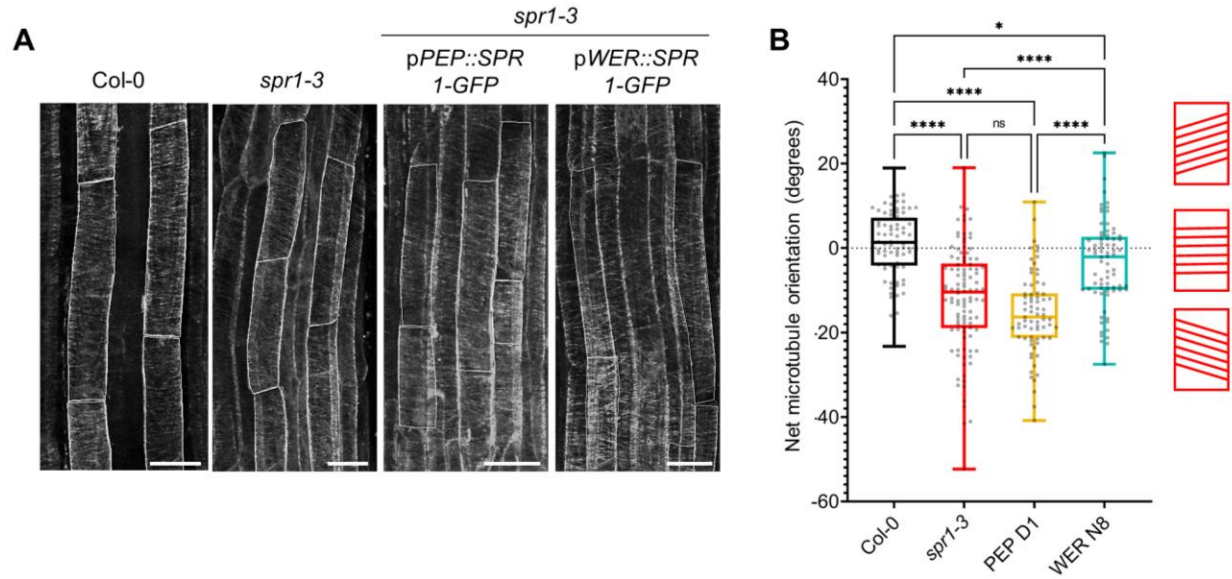 A
spr1-3
Col-0
spr1-3
pPEP::SPR
1-GFP
pWER::SPR
1-GFP
B
*
****
****
****
ns
****
40
20
0
-20
-40
-60
Net microtubule orientation (degrees)
Col-0
spr1-3
PEP D1
WER N8